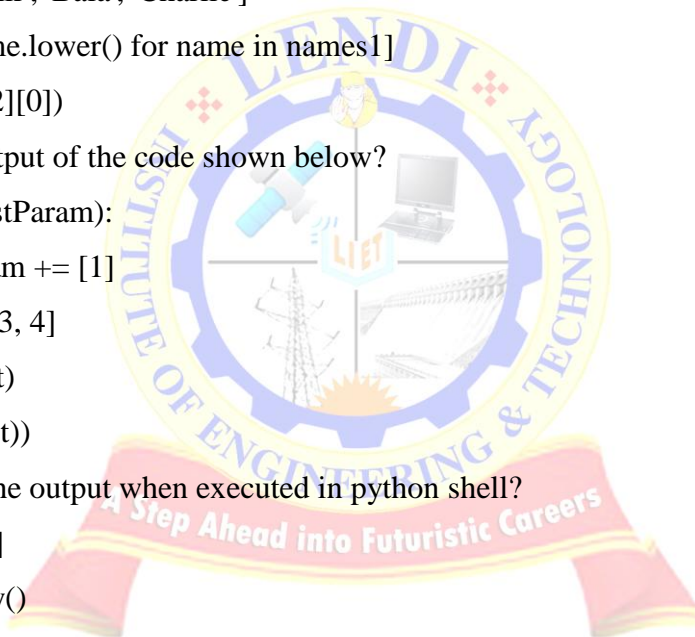 ', 'Bala', 'Charlie']
ne.lower() for name in names1]
2][0])
tput of the code shown below?
stParam):
am += [1]
3, 4]
t)
t))
ne output when executed in python shell?
]
y()
LENDI
INSTITUTE OF ENGINEERING & TECHNOLOGY
LIET
A Step Ahead into Futuristic Careers